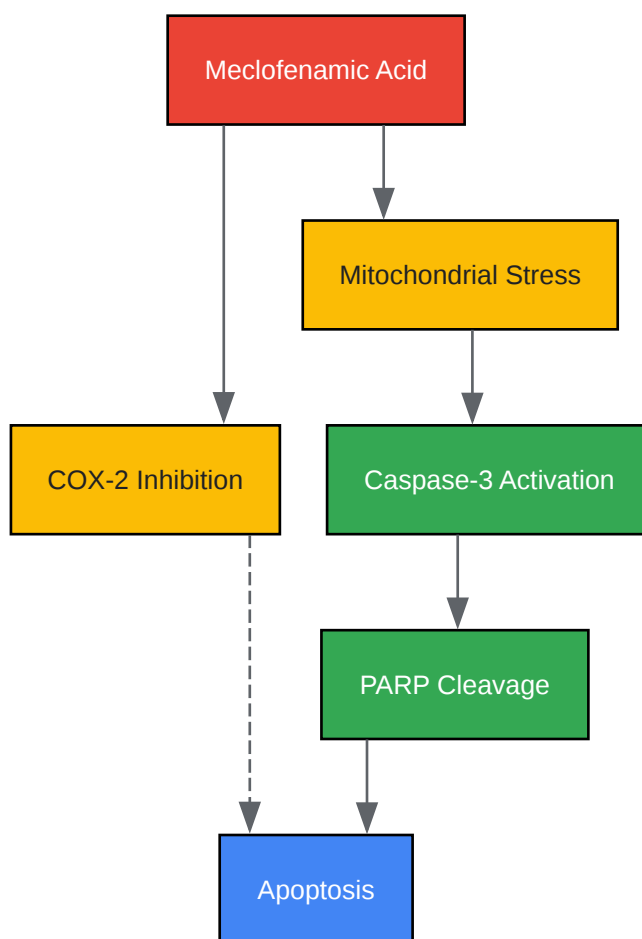 Meclofenamic Acid
Mitochondrial Stress
COX-2 Inhibition
Caspase-3 Activation
PARP Cleavage
Apoptosis